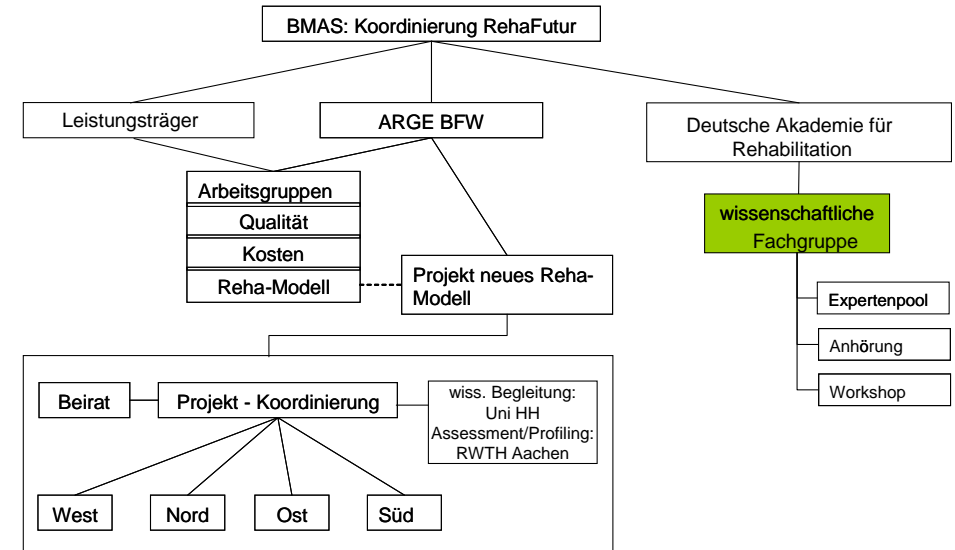 BMAS: Koordinierung RehaFutur
Leistungsträger
ARGE BFW
Deutsche Akademie für
Rehabilitation
Arbeitsgruppen
Qualität
Kosten
Reha-Modell
wissenschaftliche
Fachgruppe
Projekt neues Reha-
Modell
Expertenpool
Anhörung
Workshop
Beirat
Projekt - Koordinierung
wiss. Begleitung:
Uni HH
Assessment/Profiling:
RWTH Aachen
West
Nord
Ost
Süd